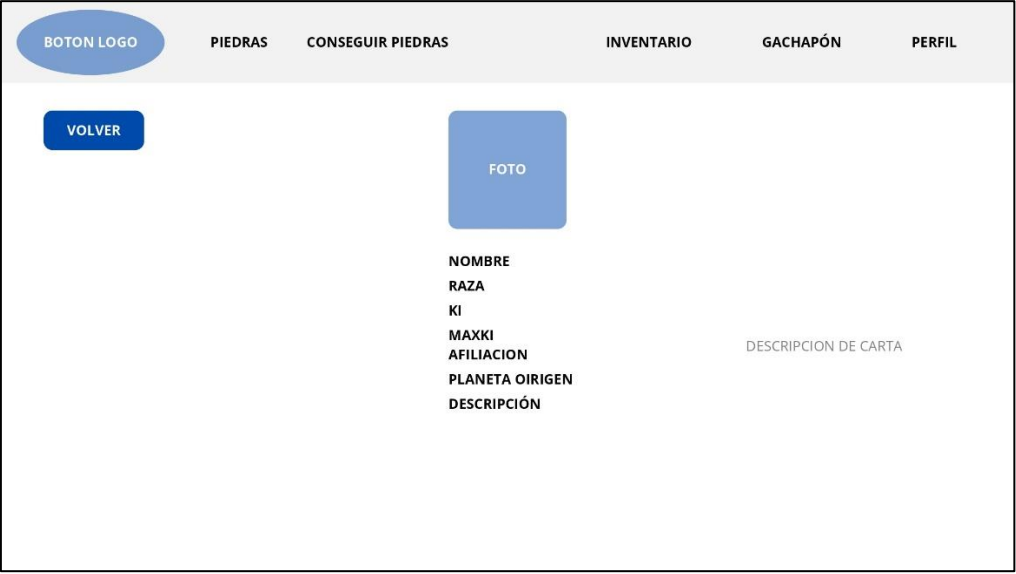 BOTON LOGO
PIEDRAS
CONSEGUIR PIEDRAS
INVENTARIO
GACHAPÓN
PERFIL
VOLVER
FOTO
NOMBRE
RAZA
KI
MAXKI
AFILIACION
PLANETA OIRIGEN
DESCRIPCIÓN
DESCRIPCION DE CARTA